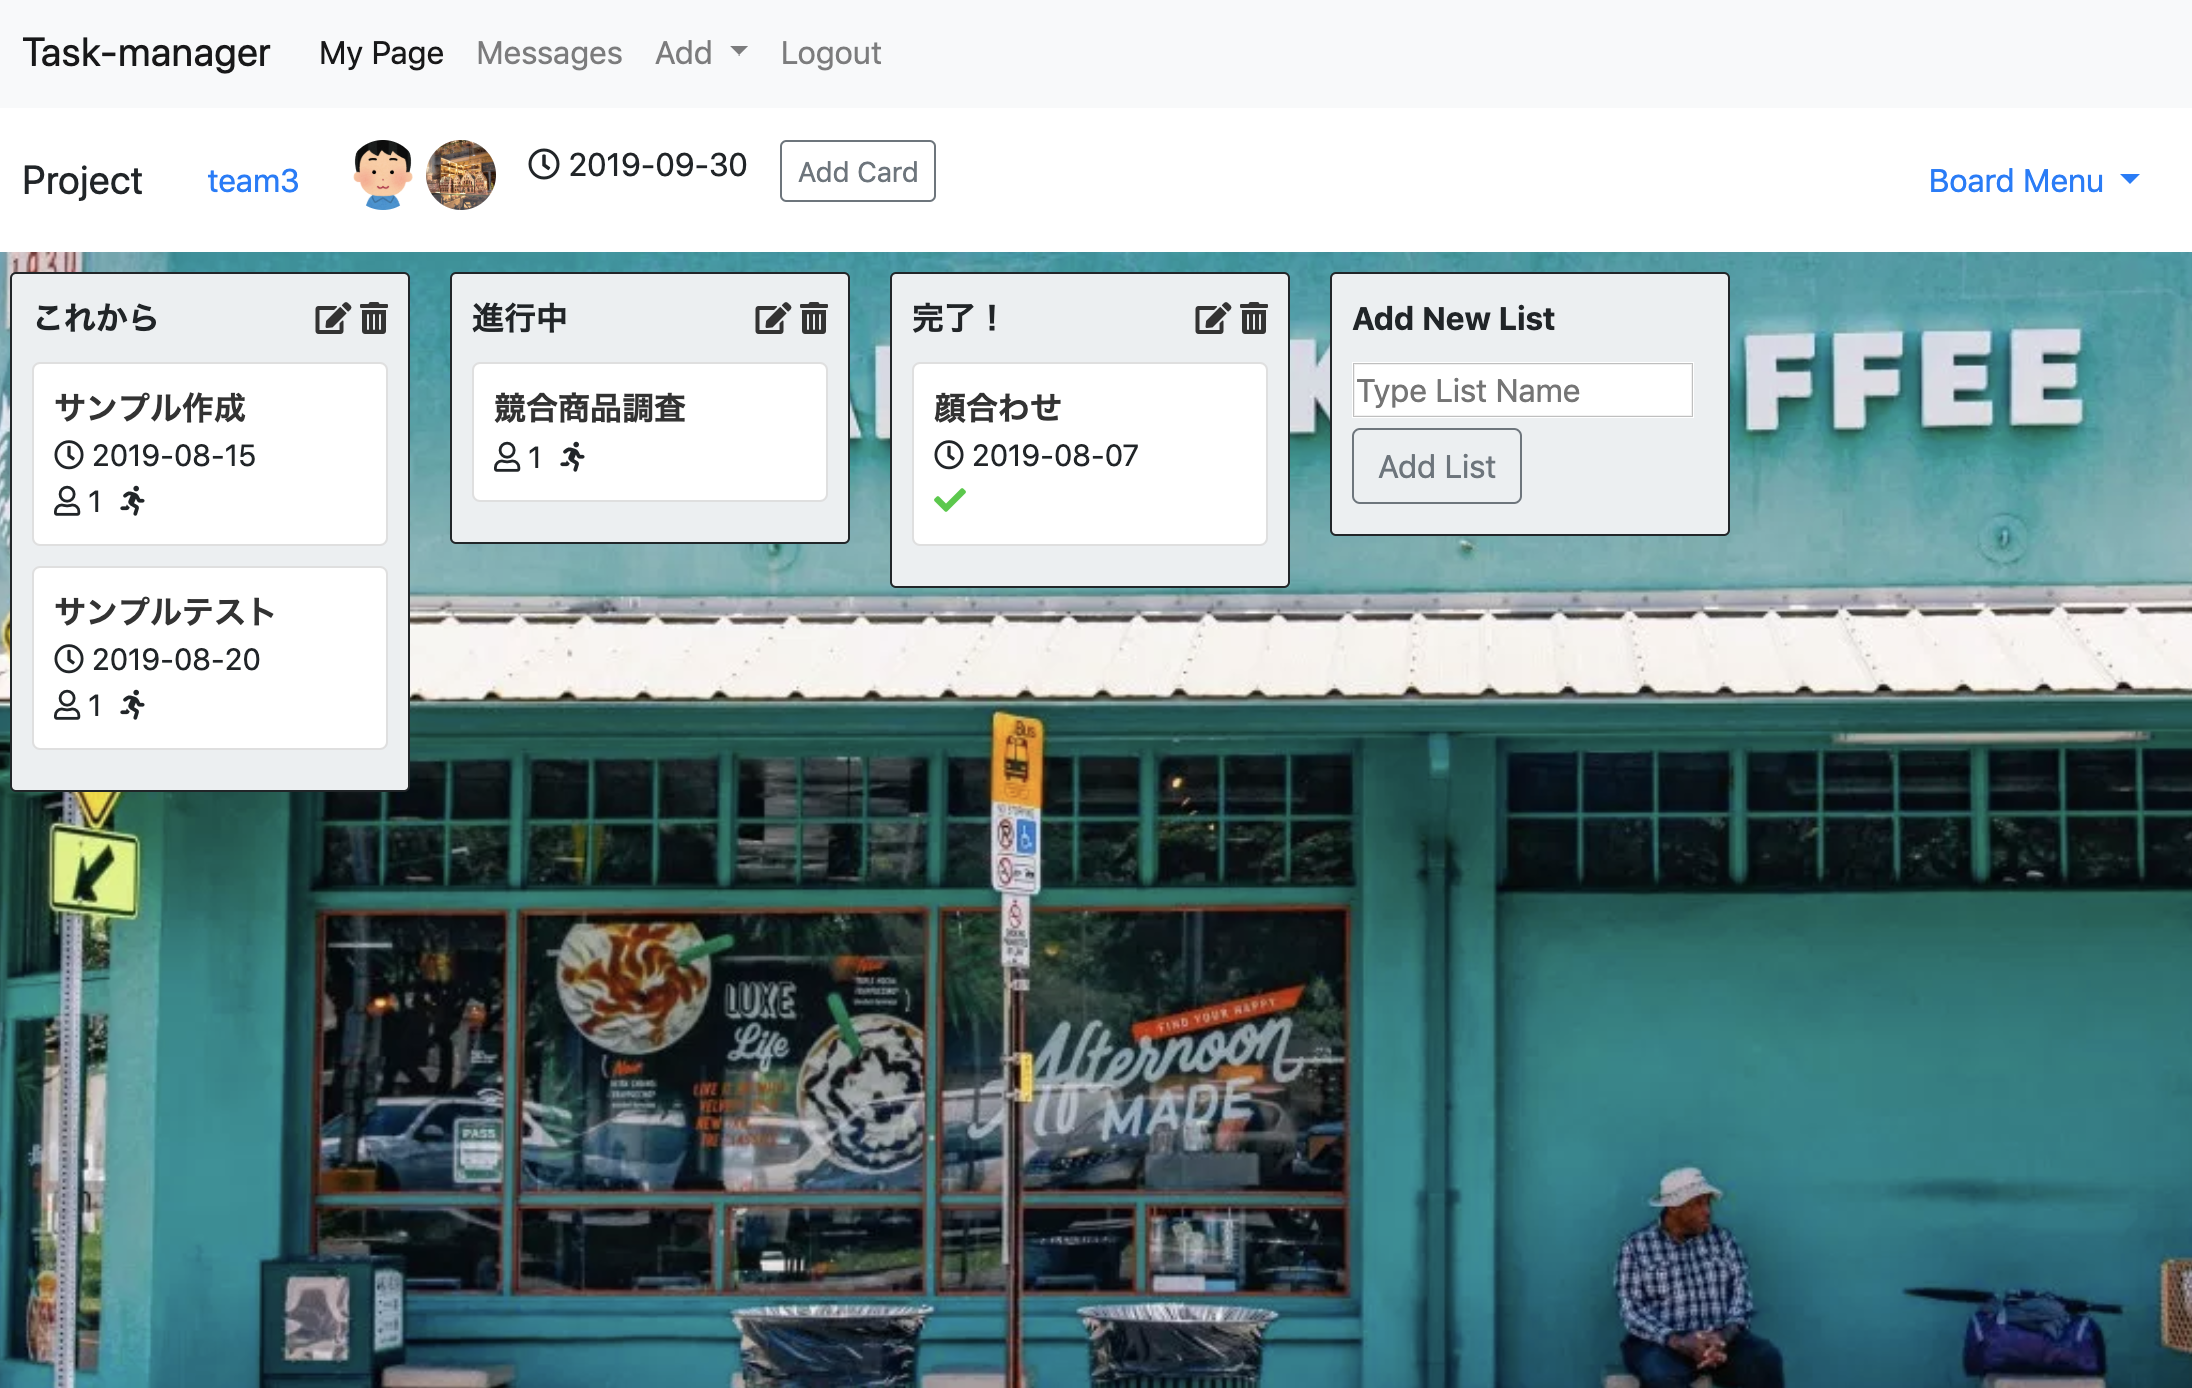 Task-manager My Page Messages Add Logout
Project team3 2019-09-30 Add Card Board Menu
これから
サンプル作成
2019-08-15
1
サンプルテスト
2019-08-20
1
進行中
競合商品調査
1
完了！
顔合わせ
2019-08-07
Add New List
Type List Name
Add List
FFEE
Bus
LUXE
Life
New
New
FIND YOUR HAPPY
Afternoon
MADE
PASS